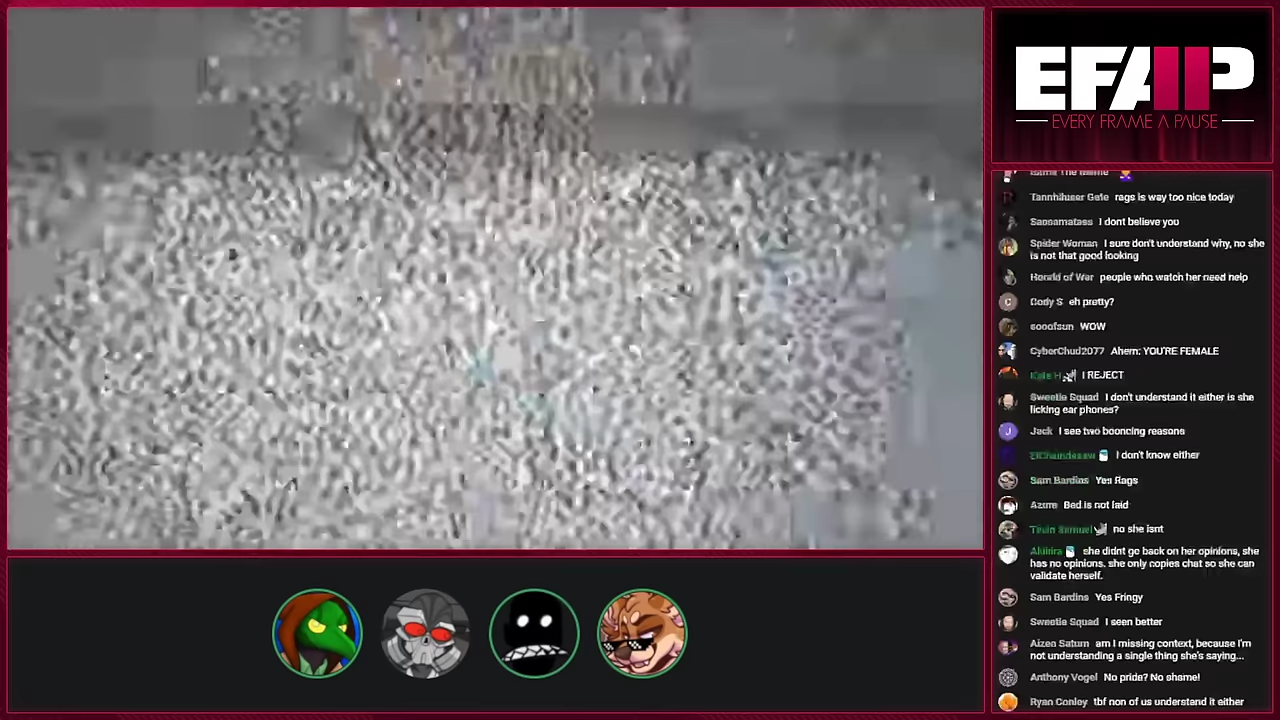 EFAP
EVERY FRAME A PAUSE
Tannhäuser Gate rags is way too nice today
Sansamatass I dont believe you
Spider Woman I sure don't understand why, no she
is not that good looking
Herald of War people who watch her need help
Cody S eh pretty?
WOW
CyberChud2077 Ahem: YOU'RE FEMALE
I REJECT
Sweetie Squad I don't understand it either is she
licking ear phones?
Jack I see two booncing reasons
I don't know either
Sam Bardins Yes Rags
Azum Bed is not laid
no she isnt
Akikira she didnt go back on her opinions, she
has no opinions. she only copies chat so she can
validate herself.
Sam Bardins Yes Fringy
Sweetie Squad I seen better
Aizen Satum am I missing context, because I'm
not understanding a single thing she's saying...
Anthony Vogel No pride? No shame!
Ryan Conley tbf non of us understand it either